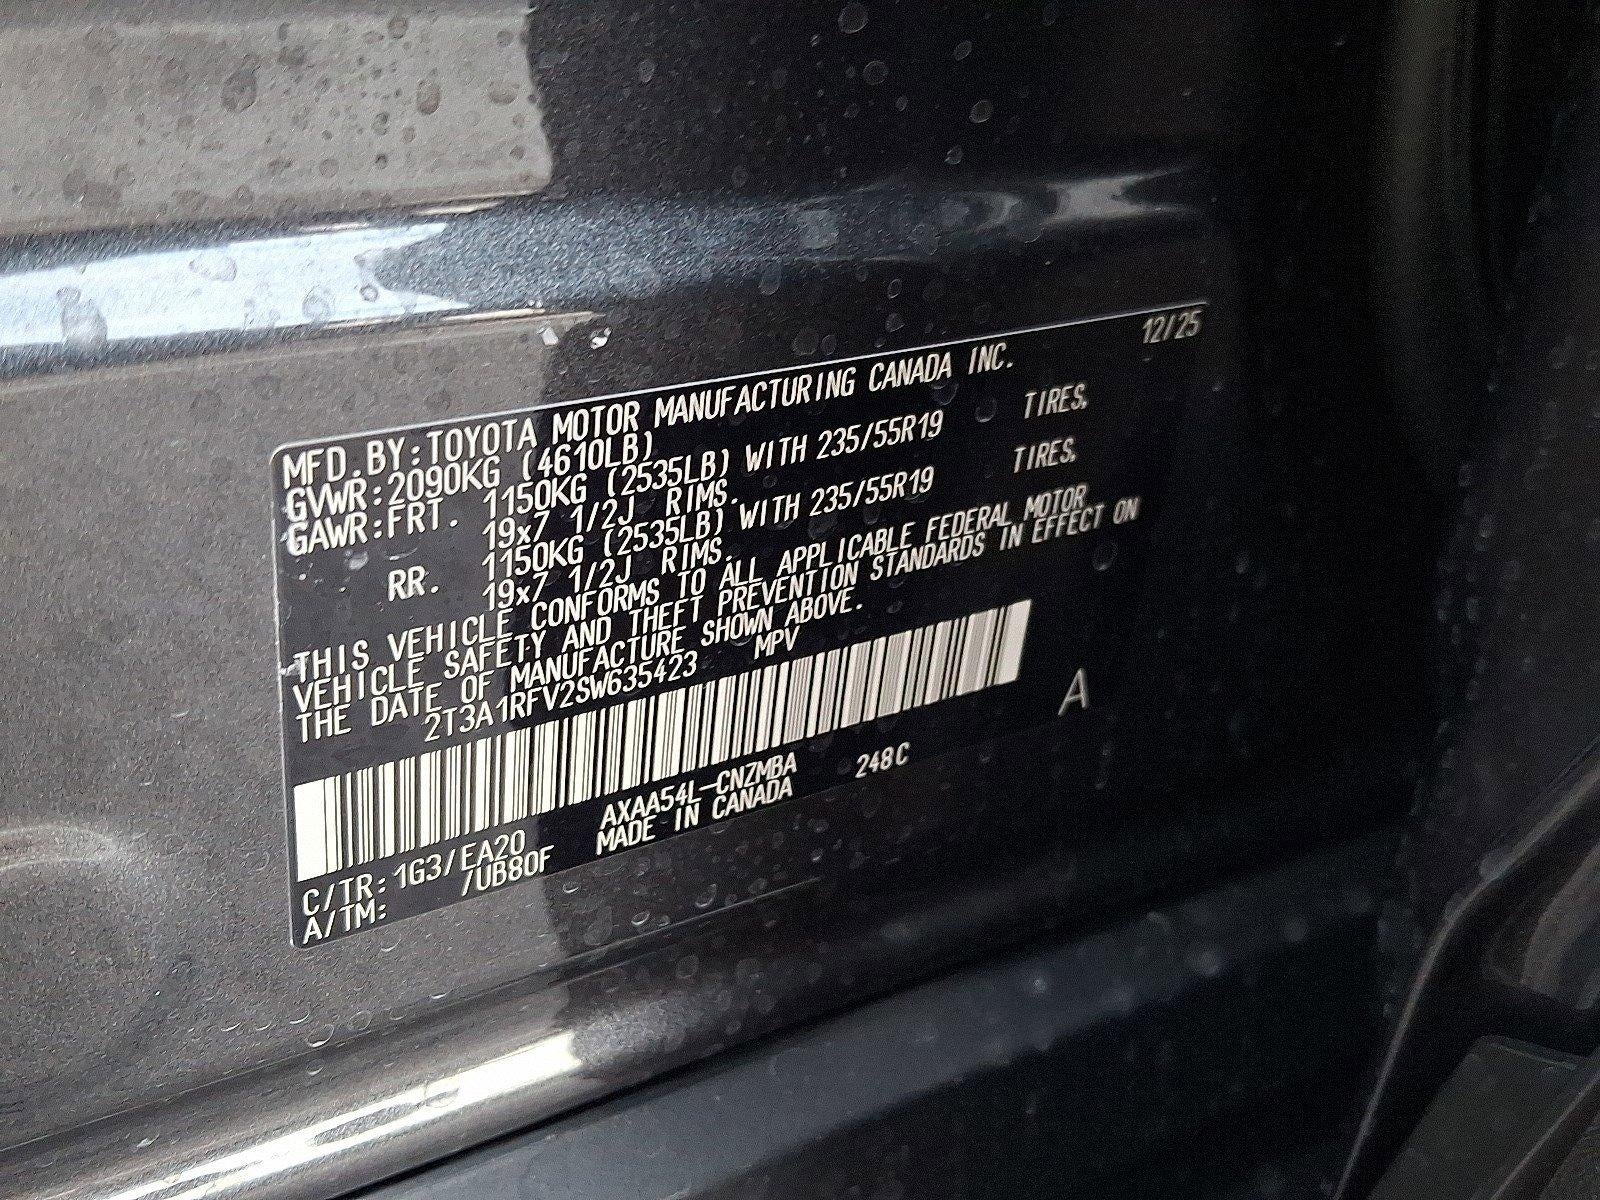 12/25
MFD.BY:TOYOTA MOTOR MANUFACTURING CANADA INC.
GVWR:2090KG (4610LB)
GAWR:FRT. 1150KG (2535LB) WITH 235/55R19 TIRES,
19x7 1/2J RIMS.
RR. 1150KG (2535LB) WITH 235/55R19 TIRES,
19x7 1/2J RIMS.
THIS VEHICLE CONFORMS TO ALL APPLICABLE FEDERAL MOTOR
VEHICLE SAFETY AND THEFT PREVENTION STANDARDS IN EFFECT ON
THE DATE OF MANUFACTURE SHOWN ABOVE.
2T3A1RFV2SW635423 MPV
A
AXAA54L-CNZMBA 248C
C/TR:1G3/EA20 MADE IN CANADA
A/TM: /UB80F